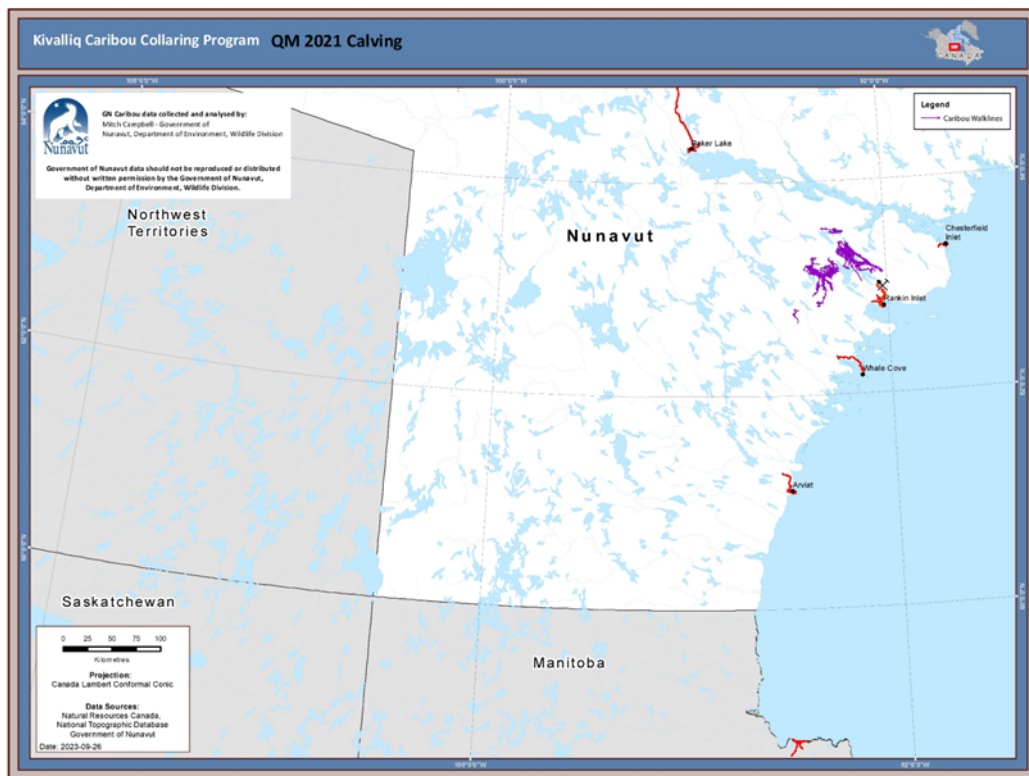 Kivalliq Caribou Collaring Program QM 2021 Calving
CANADA
Nunavut
GN Caribou data collected and analysed by:
Mitch Campbell - Government of
Nunavut, Department of Environment, Wildlife Division
Government of Nunavut data should not be reproduced or distributed
without written permission by the Government of Nunavut,
Department of Environment, Wildlife Division.
Legend
Caribou Walklines
Baker Lake
Northwest
Territories
Nunavut
Chesterfield
Inlet
Rankin Inlet
Whale Cove
Arviat
Saskatchewan
Manitoba
0 25 50 75 100
Kilometres
Projection:
Canada Lambert Conformal Conic
Data Sources:
Natural Resources Canada,
National Topographic Database
Government of Nunavut
Date: 2023-09-26